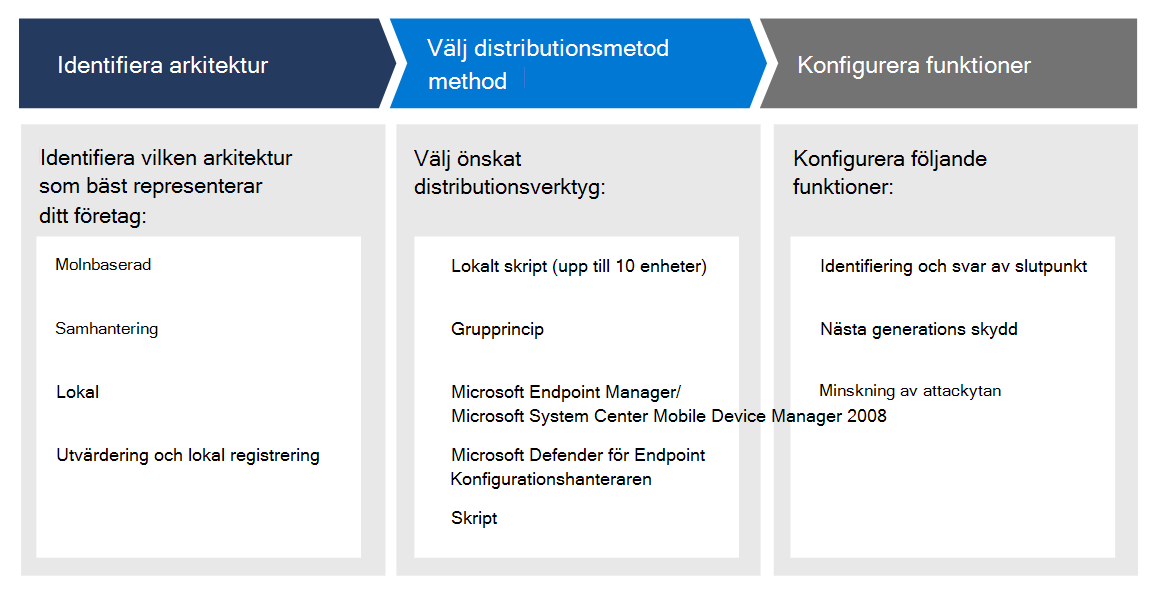 Identifiera arkitektur
Välj distributionsmetod
method
Konfigurera funktioner
Identifiera vilken arkitektur
som bäst representerar
ditt företag:
Molnbaserad
Samhantering
Lokal
Utvärdering och lokal registrering
Välj önskat
distributionsverktyg:
Lokalt skript (upp till 10 enheter)
Grupprincip
Microsoft Endpoint Manager/
Microsoft System Center Mobile Device Manager 2008
Microsoft Defender för Endpoint
Konfigurationshanteraren
Skript
Konfigurera följande
funktioner:
Identifiering och svar av slutpunkt
Nästa generations skydd
Minskning av attackytan